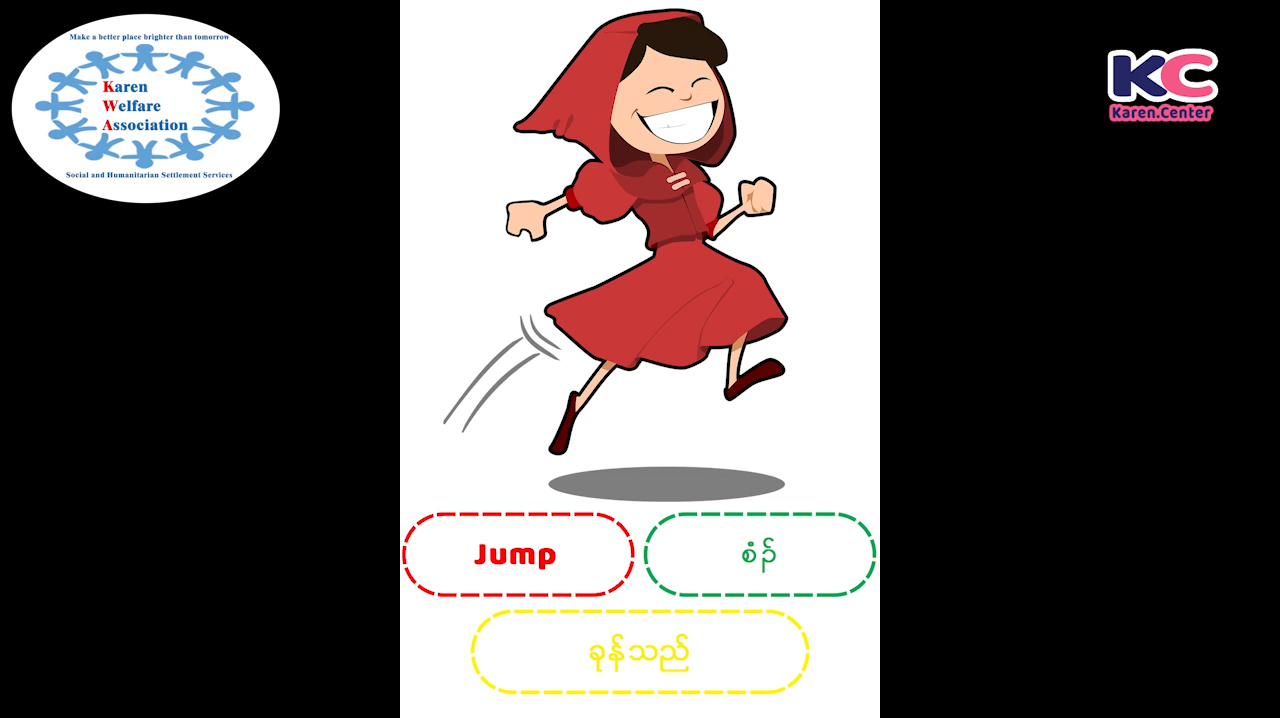 Make a better place brighter than tomorrow
Karen
Welfare
Association
Social and Humanitarian Settlement Services
KC
Karen.Center
Jump
စံၣ်
ခုန်သည်